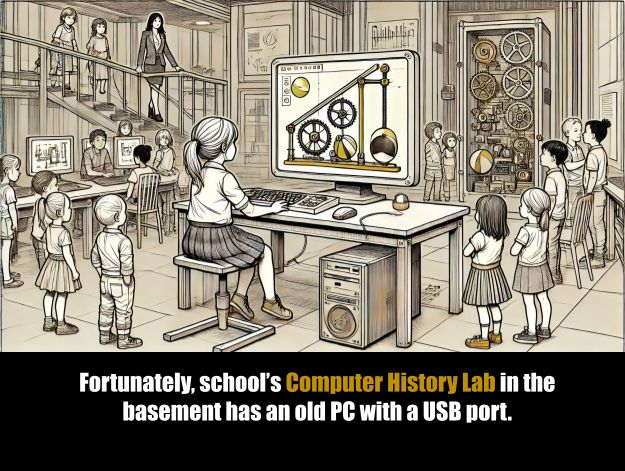 Fortunately, school's Computer History Lab in the
basement has an old PC with a USB port.